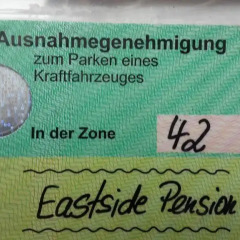 Ausnahmegenehmigung
zum Parken eines
Kraftfahrzeuges
In der Zone 42
Eastside Pension